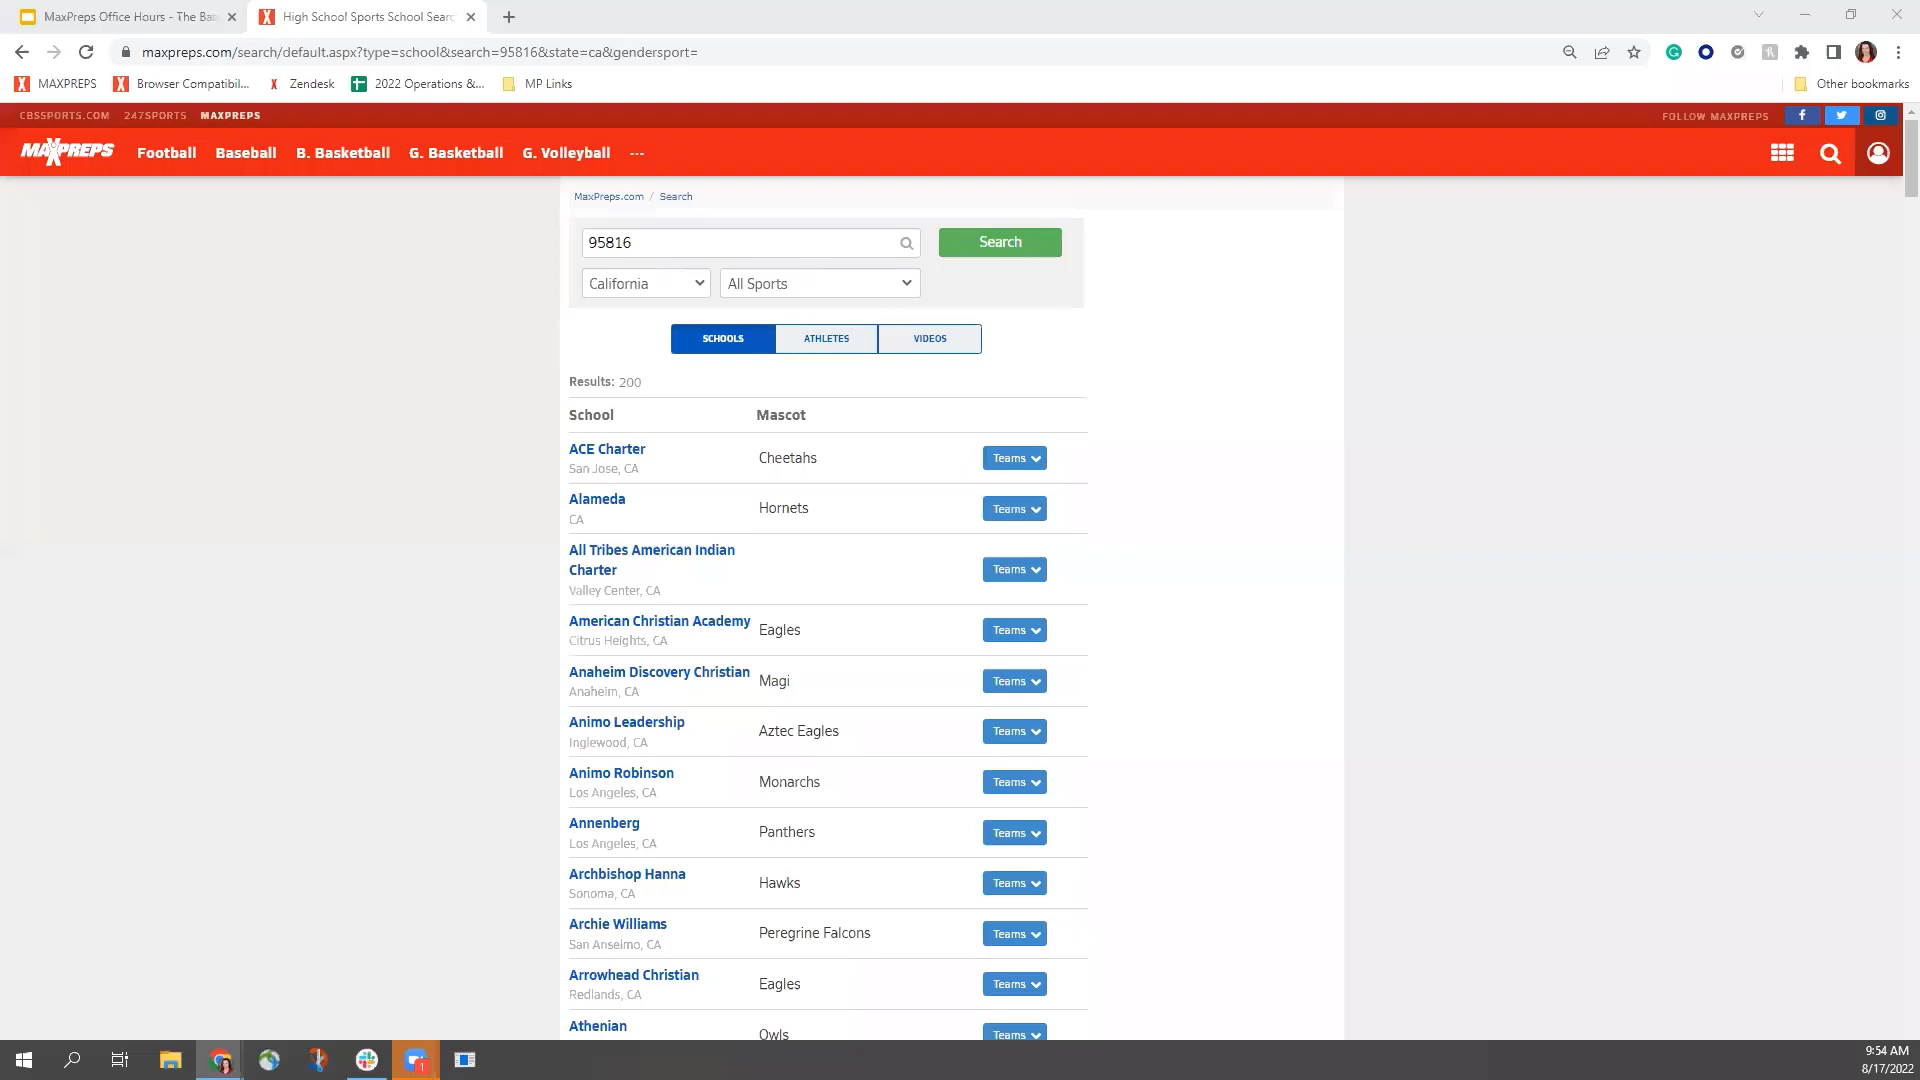 MaxPreps Office Hours - The Bas
High School Sports School Searc
maxpreps.com/search/default.aspx?type=school&search=95816&state=ca&gendersport=
MAXPREPS
Browser Compatibil...
Zendesk
2022 Operations &...
MP Links
Other bookmarks
CBSSPORTS.COM
247SPORTS
MAXPREPS
FOLLOW MAXPREPS
MAXPREPS
Football
Baseball
B. Basketball
G. Basketball
G. Volleyball
...
MaxPreps.com / Search
95816
Search
California
All Sports
SCHOOLS
ATHLETES
VIDEOS
Results: 200
School
Mascot
ACE Charter
San Jose, CA
Cheetahs
Teams
Alameda
CA
Hornets
Teams
All Tribes American Indian
Charter
Valley Center, CA
Teams
American Christian Academy
Citrus Heights, CA
Eagles
Teams
Anaheim Discovery Christian
Anaheim, CA
Magi
Teams
Animo Leadership
Inglewood, CA
Aztec Eagles
Teams
Animo Robinson
Los Angeles, CA
Monarchs
Teams
Annenberg
Los Angeles, CA
Panthers
Teams
Archbishop Hanna
Sonoma, CA
Hawks
Teams
Archie Williams
San Anselmo, CA
Peregrine Falcons
Teams
Arrowhead Christian
Redlands, CA
Eagles
Teams
Athenian
Owls
Teams
1
9:54 AM
8/17/2022